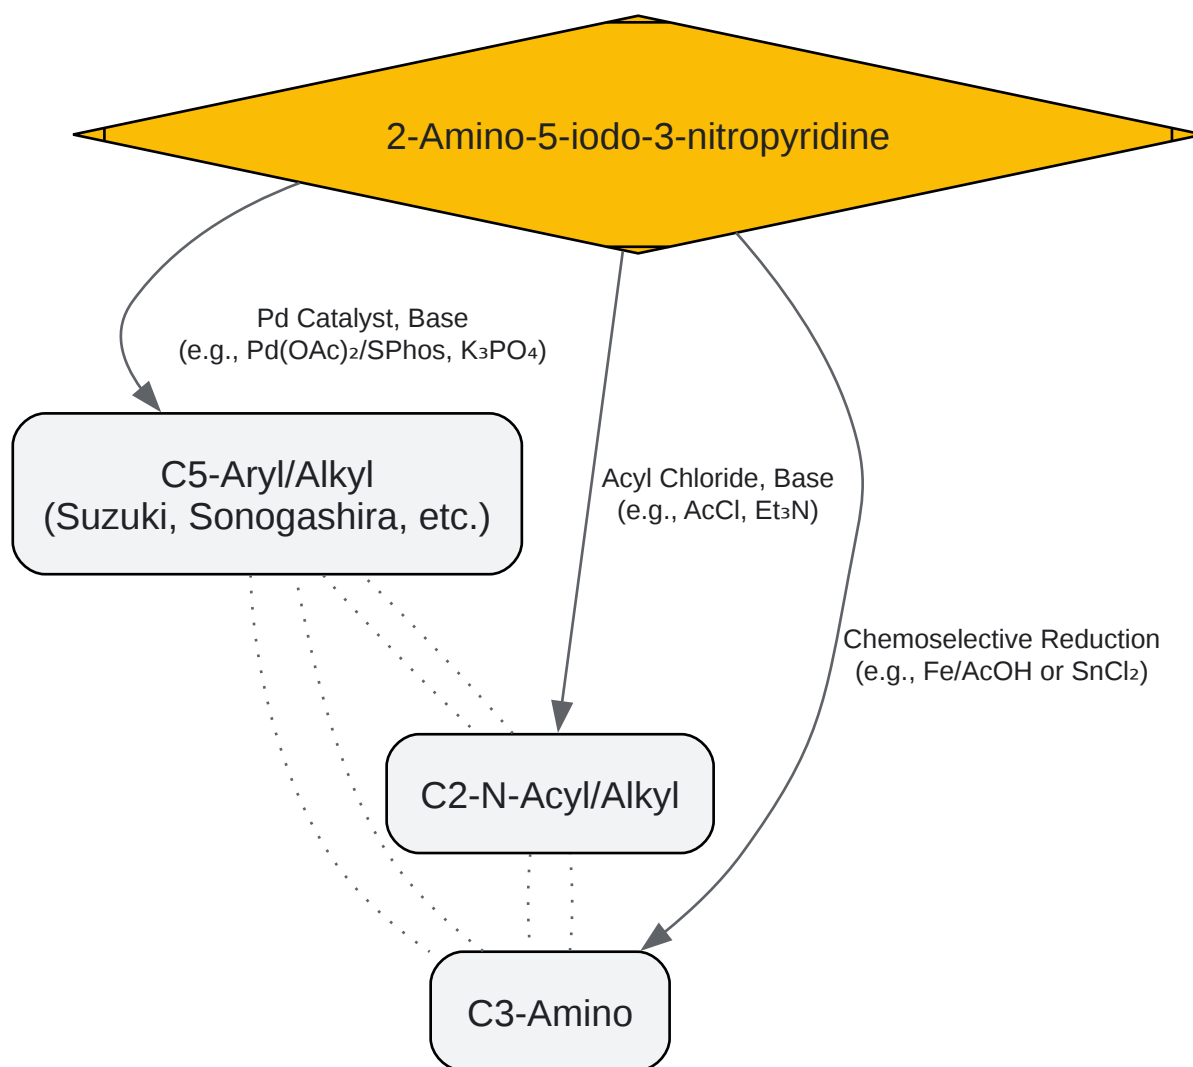 2-Amino-5-iodo-3-nitropyridine
Pd Catalyst, Base
(e.g., Pd(OAc)₂/SPhos, K₃PO₄)
C5-Aryl/Alkyl
(Suzuki, Sonogashira, etc.)
Acyl Chloride, Base
(e.g., AcCl, Et₃N)
Chemoselective Reduction
(e.g., Fe/AcOH or SnCl₂)
C2-N-Acyl/Alkyl
C3-Amino